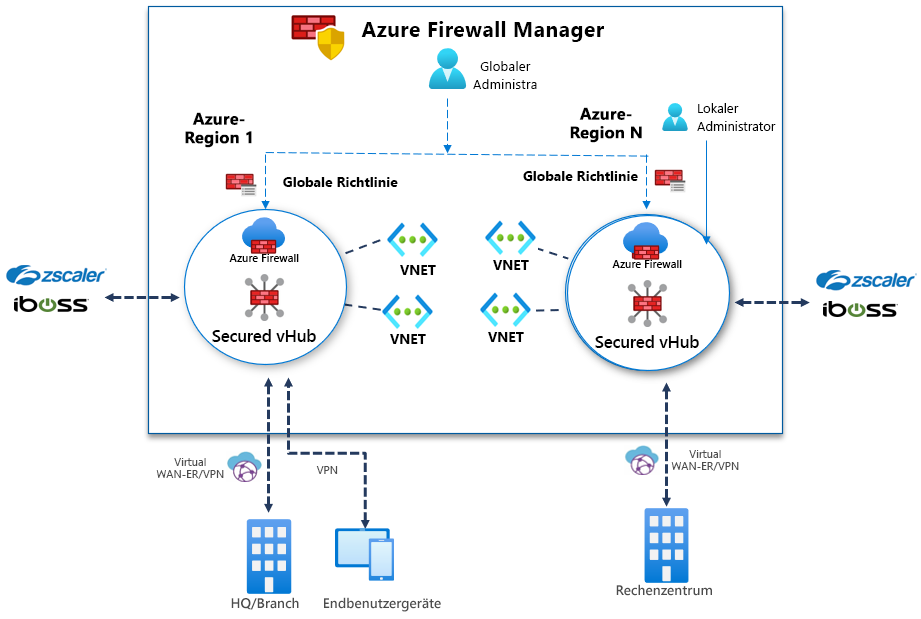 Azure Firewall Manager
Globaler
Administra
Azure-
Region 1
Azure-
Region N
Lokaler
Administrator
Globale Richtlinie
Globale Richtlinie
Azure Firewall
Secured vHub
VNET
VNET
VNET
VNET
Azure Firewall
Secured vHub
zscaler
iboss
zscaler
iboss
Virtual
WAN-ER/VPN
VPN
Virtual
WAN-ER/VPN
HQ/Branch
Endbenutzergeräte
Rechenzentrum